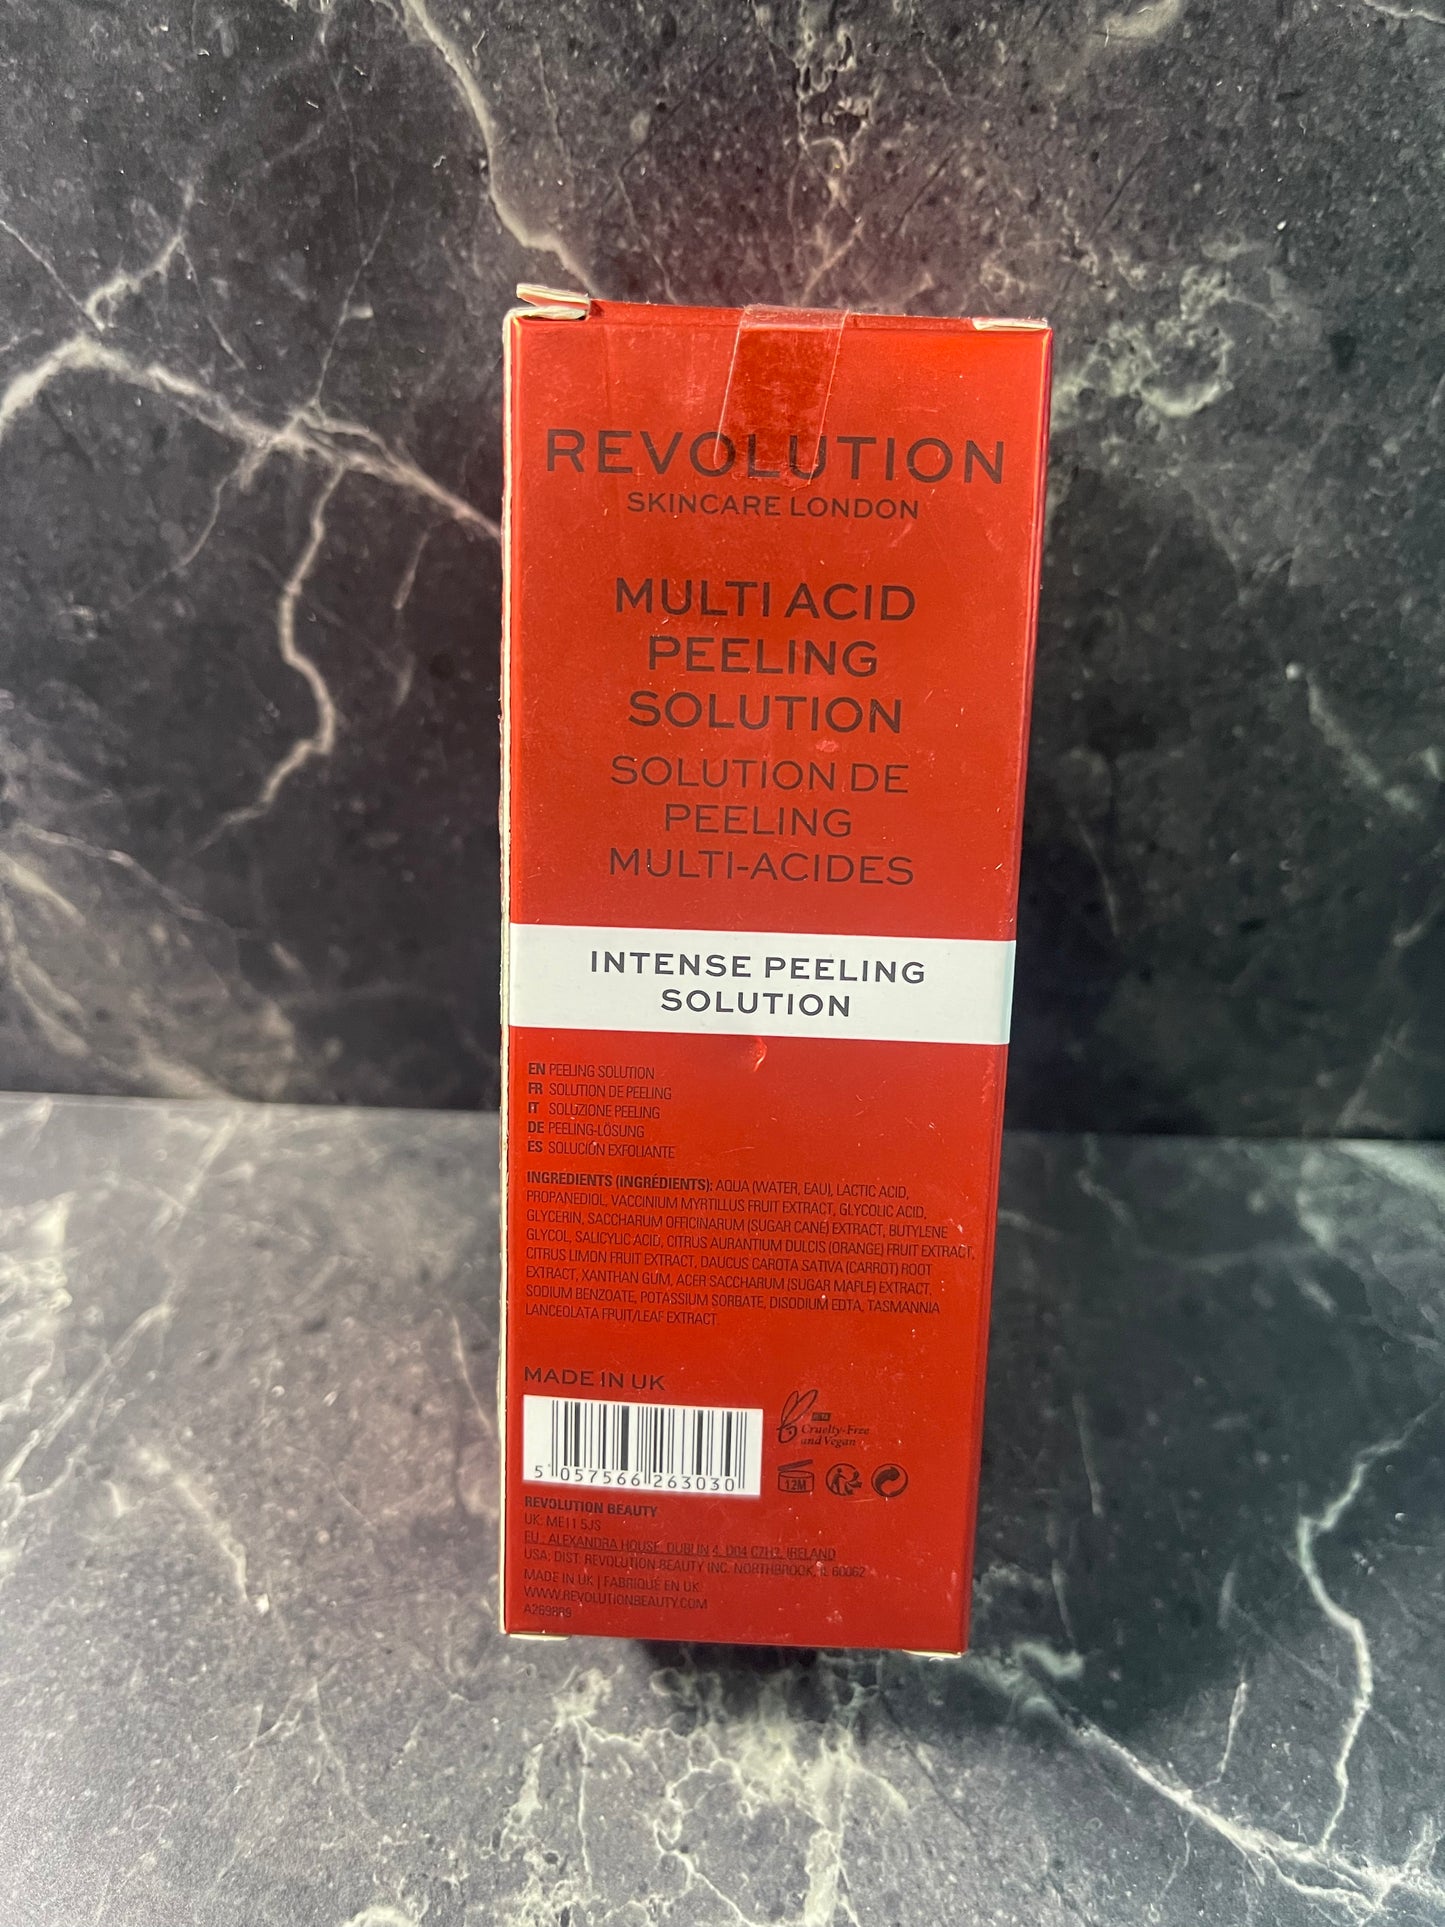 REVOLUTION
SKINCARE LONDON
MULTI ACID
PEELING
SOLUTION
SOLUTION DE
PEELING
MULTI-ACIDES
INTENSE PEELING
SOLUTION
EN PEELING SOLUTION
FR SOLUTION DE PEELING
IT SOLUZIONE PEELING
DE PEELING-LÖSUNG
ES SOLUCIÓN EXFOLIANTE
INGREDIENTS (INGRÉDIENTS): AQUA (WATER, EAU), LACTIC ACID,
PROPANEDIOL, VACCINIUM MYRTILLUS FRUIT EXTRACT, GLYCOLIC ACID,
GLYCERIN, SACCHARUM OFFICINARUM (SUGAR CANE) EXTRACT, BUTYLENE
GLYCOL, SALICYLIC ACID, CITRUS AURANTIUM DULCIS (ORANGE) FRUIT EXTRACT,
CITRUS LIMON FRUIT EXTRACT, DAUCUS CAROTA SATIVA (CARROT) ROOT
EXTRACT, XANTHAN GUM, ACER SACCHARUM (SUGAR MAPLE) EXTRACT,
SODIUM BENZOATE, POTASSIUM SORBATE, DISODIUM EDTA, TASMANNIA
LANCEOLATA FRUIT/LEAF EXTRACT.
MADE IN UK
5 057566 263030
PETA
Cruelty-Free
and Vegan
12M
REVOLUTION BEAUTY
UK: ME11 5JS
EU: ALEXANDRA HOUSE, DUBLIN 4, D04 C7H2, IRELAND
USA: DIST. REVOLUTION BEAUTY INC. NORTHBROOK, IL 60062
MADE IN UK | FABRIQUÉ EN UK
WWW.REVOLUTIONBEAUTY.COM